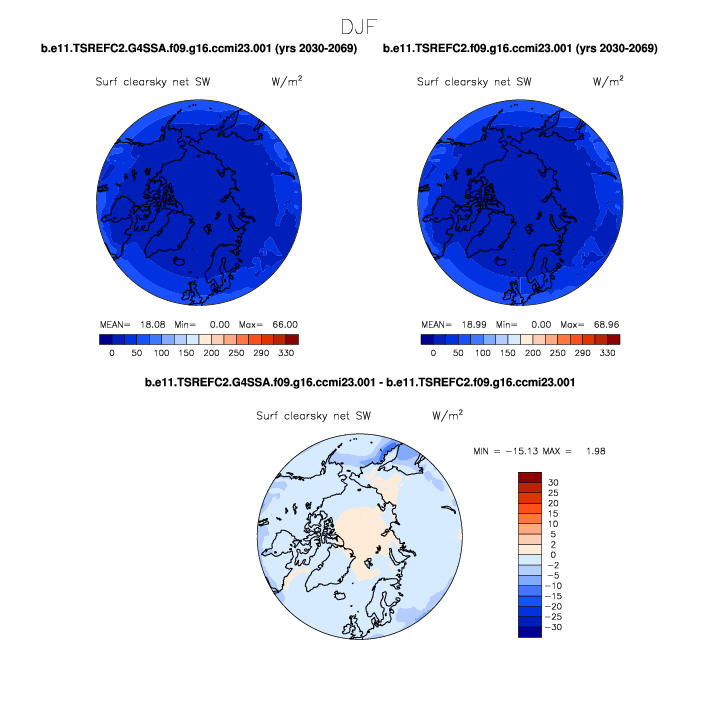 DJF
b.e11.TSREFC2.G4SSA.f09.g16.ccmi23.001 (yrs 2030-2069) b.e11.TSREFC2.f09.g16.ccmi23.001 (yrs 2030-2069)
Surf clearsky net SW W/m2 Surf clearsky net SW W/m2
MEAN= 18.08 Min= 0.00 Max= 66.00 MEAN= 18.99 Min= 0.00 Max= 68.96
0 50 100 150 200 250 290 330 0 50 100 150 200 250 290 330
b.e11.TSREFC2.G4SSA.f09.g16.ccmi23.001 - b.e11.TSREFC2.f09.g16.ccmi23.001
Surf clearsky net SW W/m2
MIN = -15.13 MAX = 1.98
30
25
20
15
10
5
2
0
-2
-5
-10
-15
-20
-25
-30